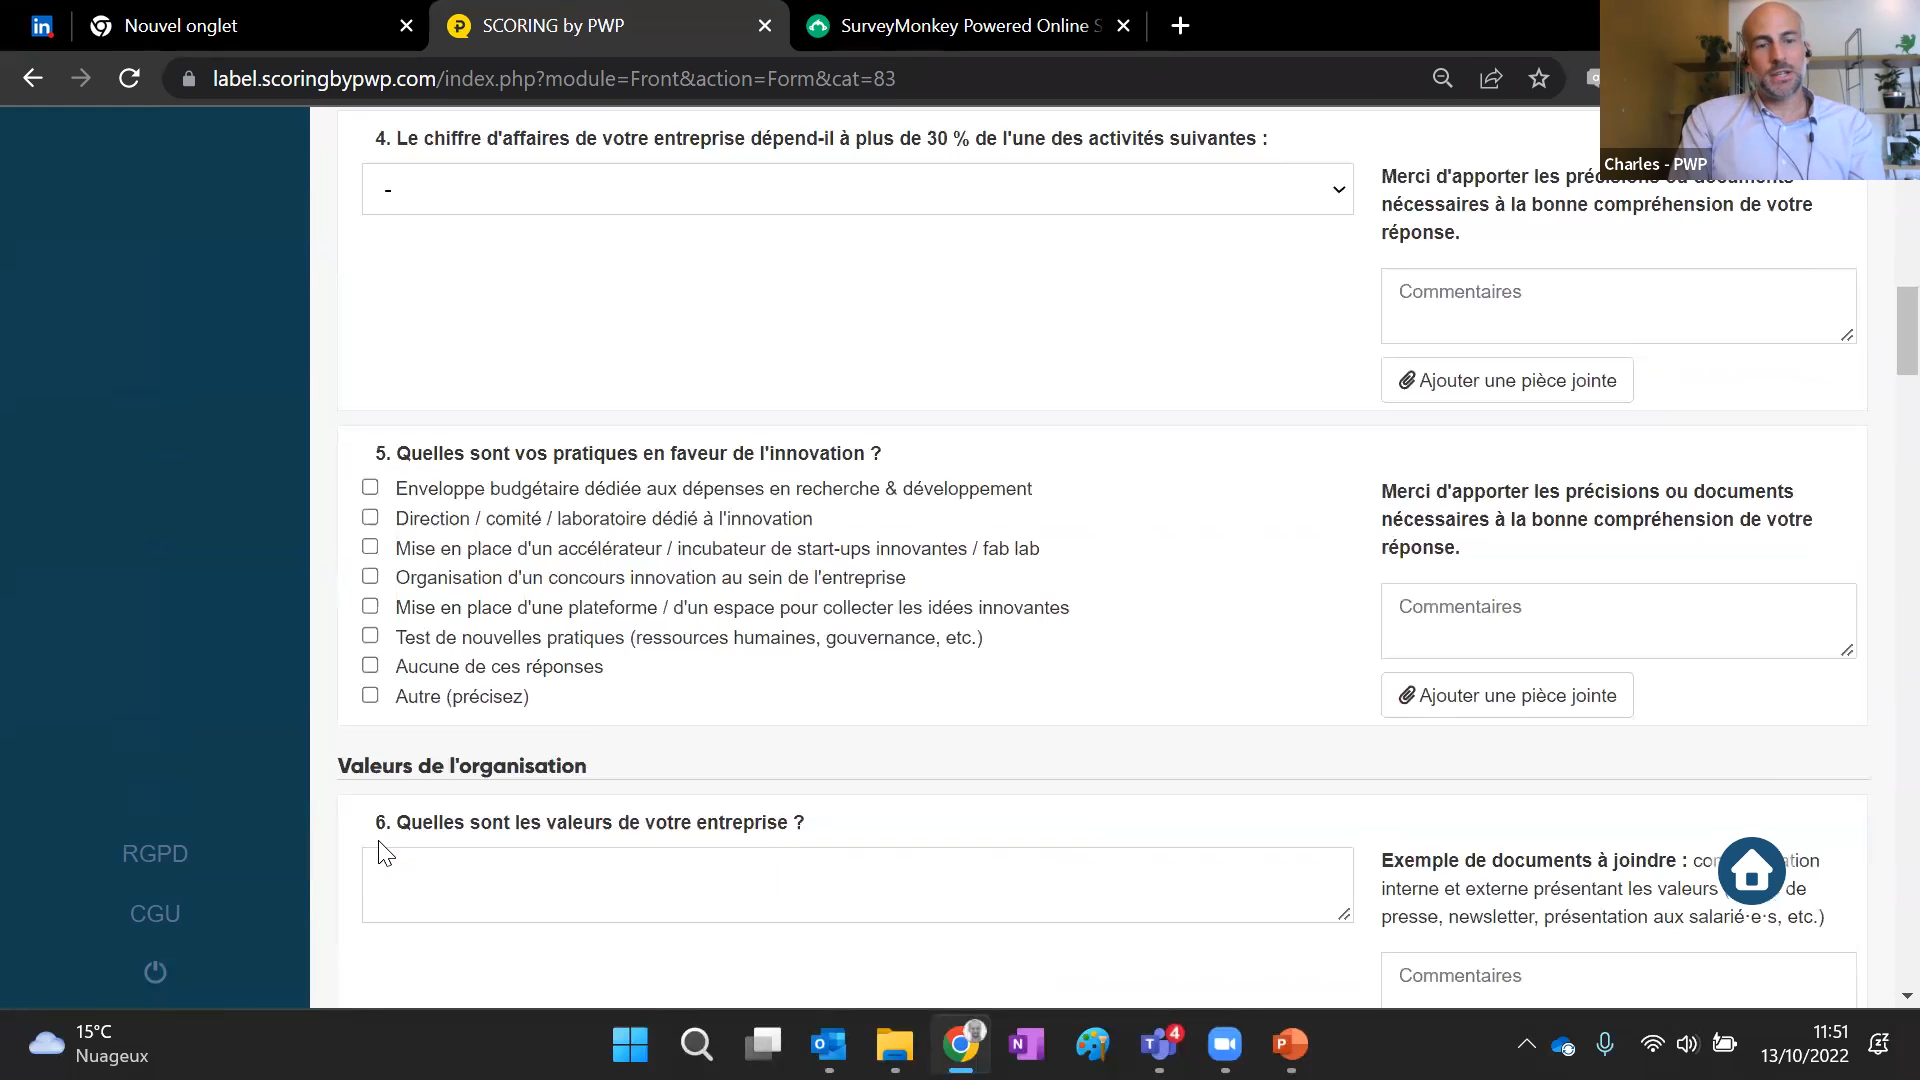 Nouvel onglet
SCORING by PWP
SurveyMonkey Powered Online S
label.scoringbypwp.com/index.php?module=Front&action=Form&cat=83
Charles - PWP
4. Le chiffre d'affaires de votre entreprise dépend-il à plus de 30 % de l'une des activités suivantes :
-
Merci d'apporter les précisions ou documents
nécessaires à la bonne compréhension de votre
réponse.
Commentaires
Ajouter une pièce jointe
5. Quelles sont vos pratiques en faveur de l'innovation ?
Enveloppe budgétaire dédiée aux dépenses en recherche & développement
Direction / comité / laboratoire dédié à l'innovation
Mise en place d'un accélérateur / incubateur de start-ups innovantes / fab lab
Organisation d'un concours innovation au sein de l'entreprise
Mise en place d'une plateforme / d'un espace pour collecter les idées innovantes
Test de nouvelles pratiques (ressources humaines, gouvernance, etc.)
Aucune de ces réponses
Autre (précisez)
Merci d'apporter les précisions ou documents
nécessaires à la bonne compréhension de votre
réponse.
Commentaires
Ajouter une pièce jointe
Valeurs de l'organisation
6. Quelles sont les valeurs de votre entreprise ?
Exemple de documents à joindre :
interne et externe présentant les valeurs de
presse, newsletter, présentation aux salarié·e·s, etc.)
Commentaires
RGPD
CGU
15°C
Nuageux
4
11:51
13/10/2022